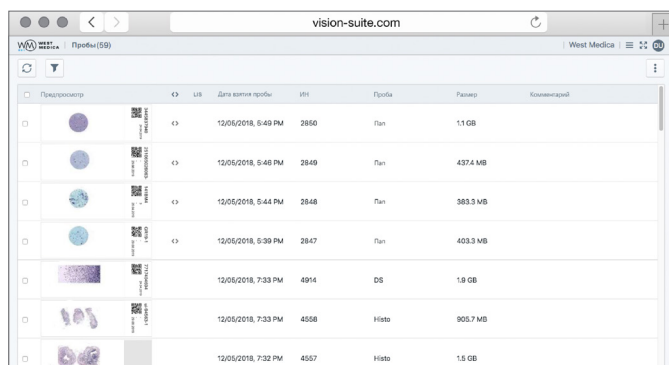 vision-suite.com
WM WEST MEDICA Пробы (59) West Medica
Предпросмотр <> LIS Дата взятия пробы ИН Проба Размер Комментарий
<> 12/05/2018, 5:49 PM 2850 Пап 1.1 GB
<> 12/05/2018, 5:46 PM 2849 Пап 437.4 MB
<> 12/05/2018, 5:44 PM 2848 Пап 383.3 MB
<> 12/05/2018, 5:39 PM 2847 Пап 403.3 MB
12/05/2018, 7:33 PM 4914 DS 1.9 GB
12/05/2018, 7:33 PM 4558 Histo 905.7 MB
12/05/2018, 7:32 PM 4557 Histo 1.5 GB